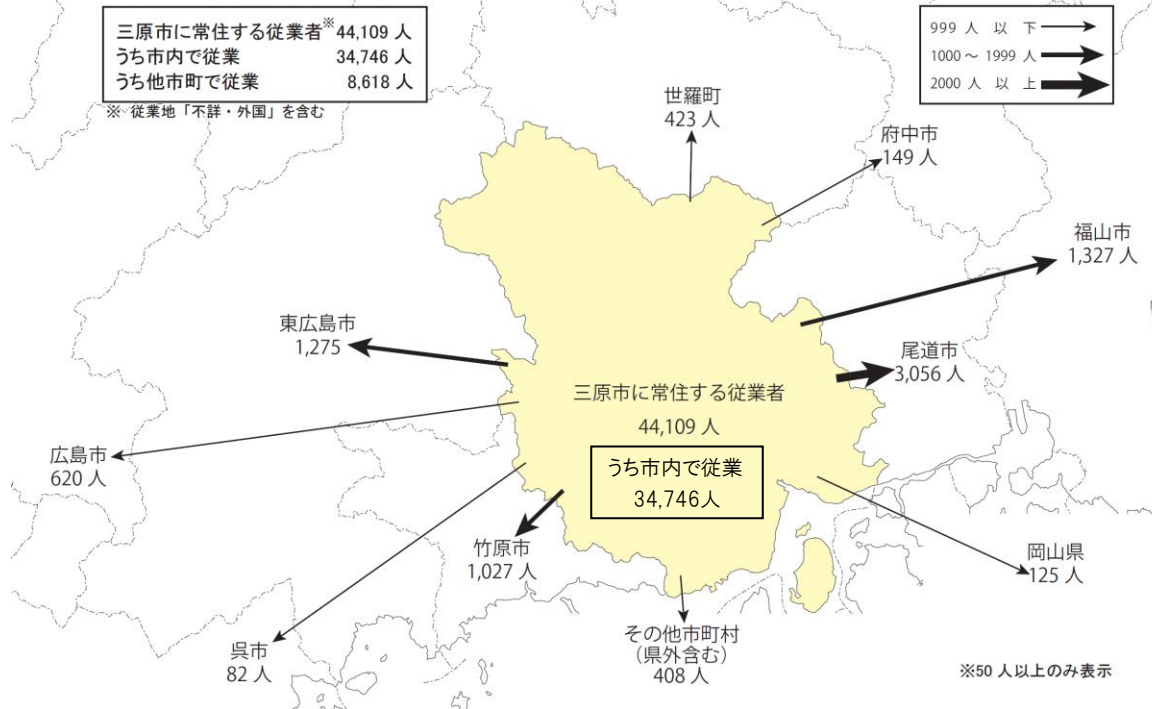 三原市に常住する従業者※ 44,109 人
うち市内で従業 34,746 人
うち他市町で従業 8,618 人
※ 従業地「不詳・外国」を含む
999 人 以 下
1000 ~ 1999 人
2000 人 以 上
世羅町
423 人
府中市
149 人
福山市
1,327 人
東広島市
1,275
尾道市
3,056 人
三原市に常住する従業者
44,109 人
うち市内で従業
34,746人
広島市
620 人
竹原市
1,027 人
岡山県
125 人
呉市
82 人
その他市町村
(県外含む)
408 人
※50 人以上のみ表示